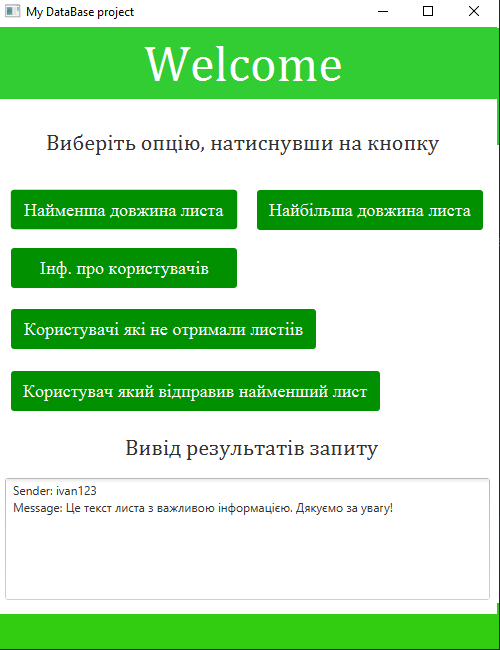 My DataBase project
Welcome
Виберіть опцію, натиснувши на кнопку
Найменша довжина листа
Найбільша довжина листа
Інф. про користувачів
Користувачі які не отримали листіів
Користувач який відправив найменший лист
Вивід результатів запиту
Sender: ivan123
Message: Це текст листа з важливою інформацією. Дякуємо за увагу!